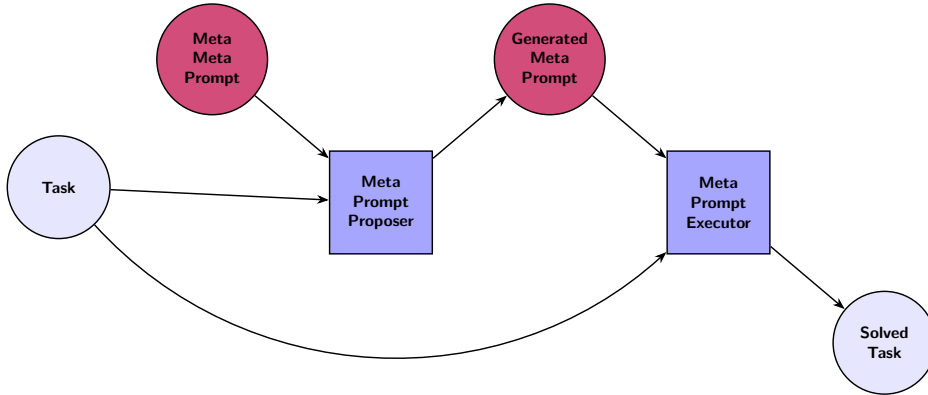 Meta
Meta
Prompt
Generated
Meta
Prompt
Task
Meta
Prompt
Proposer
Meta
Prompt
Executor
Solved
Task